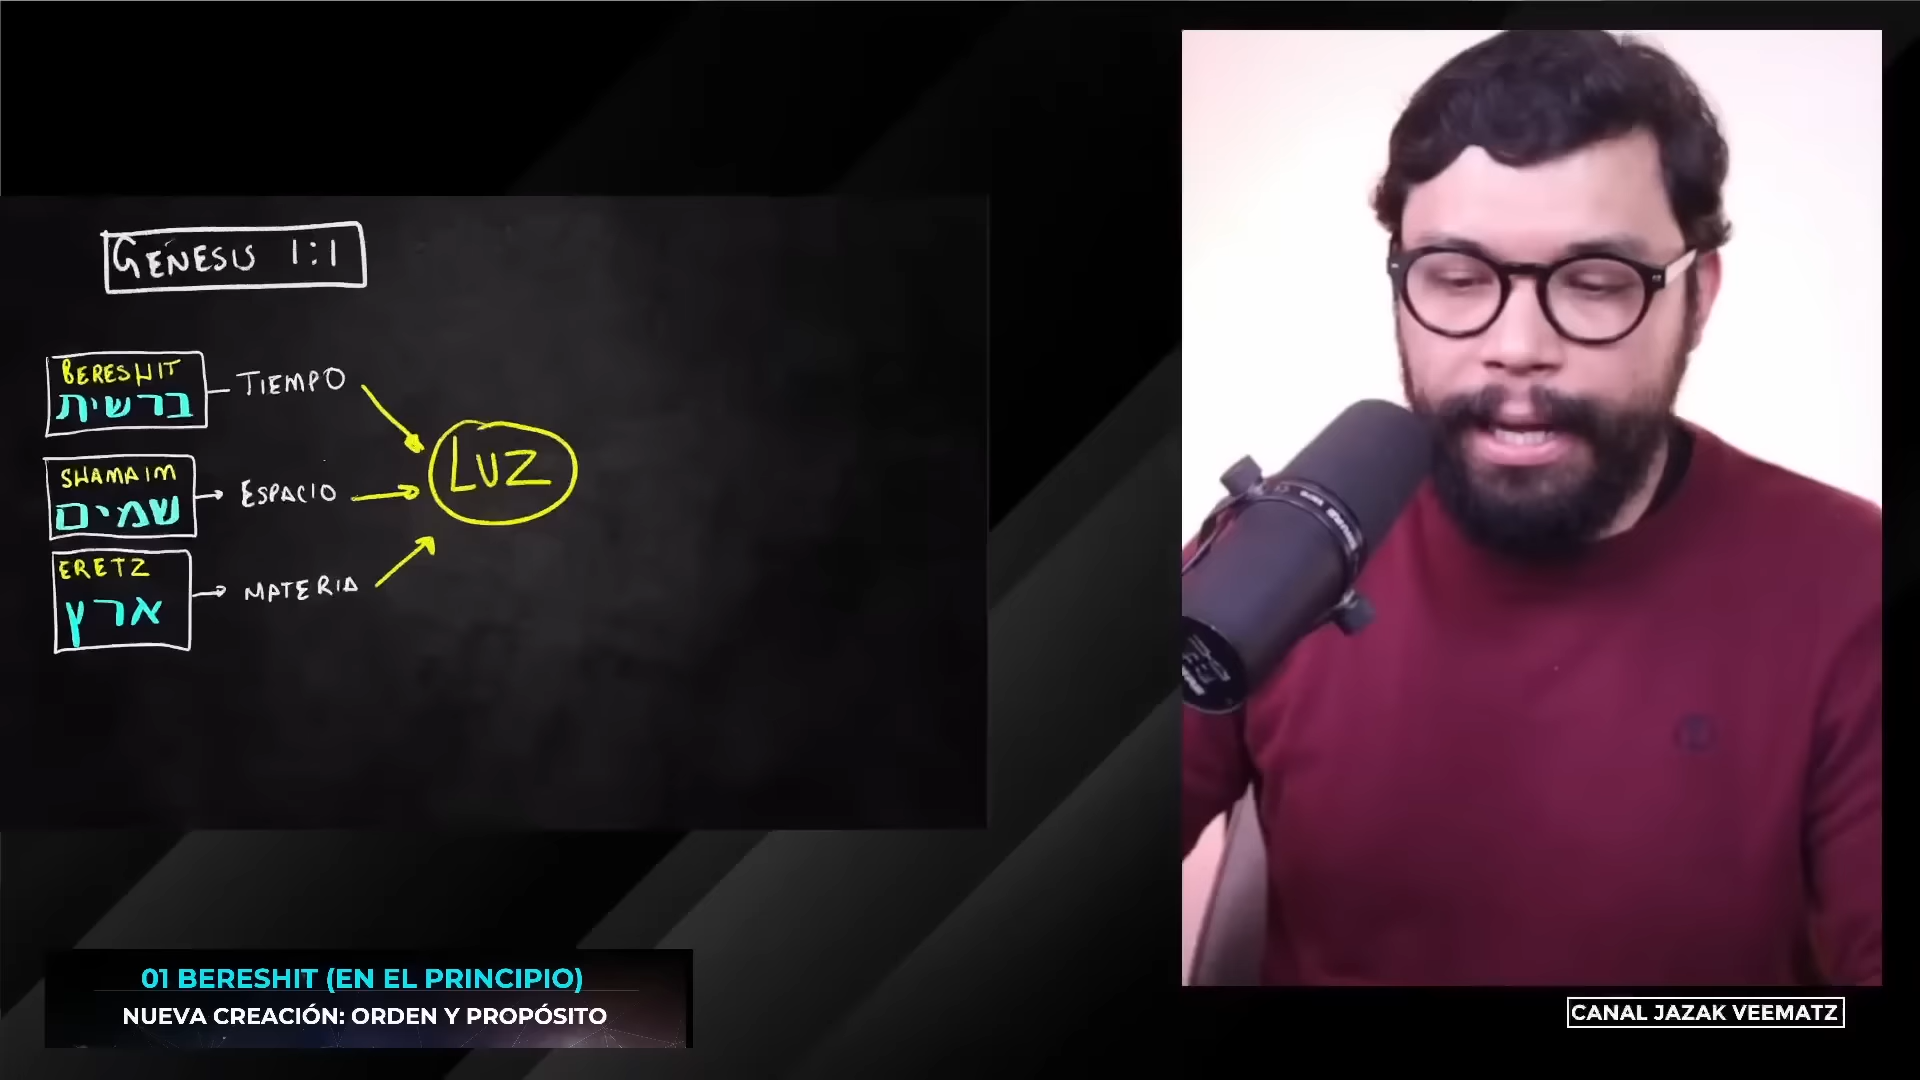 GÉNESIS 1:1
BERESHIT
ברשית
TIEMPO
SHAMAIM
שמים
ESPACIO
ERETZ
ארץ
MATERIA
LUZ
01 BERESHIT (EN EL PRINCIPIO)
NUEVA CREACIÓN: ORDEN Y PROPÓSITO
CANAL JAZAK VEEMATZ